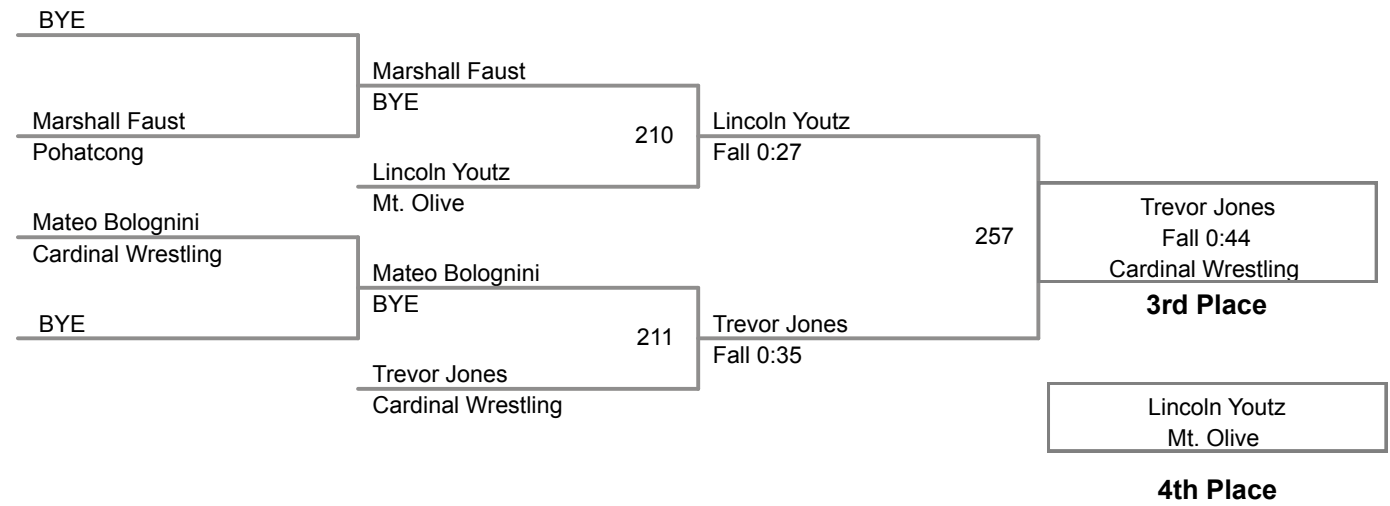 BYE
Marshall Faust
Pohatcong
Mateo Bolognini
Cardinal Wrestling
BYE
Marshall Faust
BYE
210
Lincoln Youtz
Mt. Olive
Mateo Bolognini
BYE
211
Trevor Jones
Cardinal Wrestling
Lincoln Youtz
Fall 0:27
257
Trevor Jones
Fall 0:35
Trevor Jones
Fall 0:44
Cardinal Wrestling
3rd Place
Lincoln Youtz
Mt. Olive
4th Place